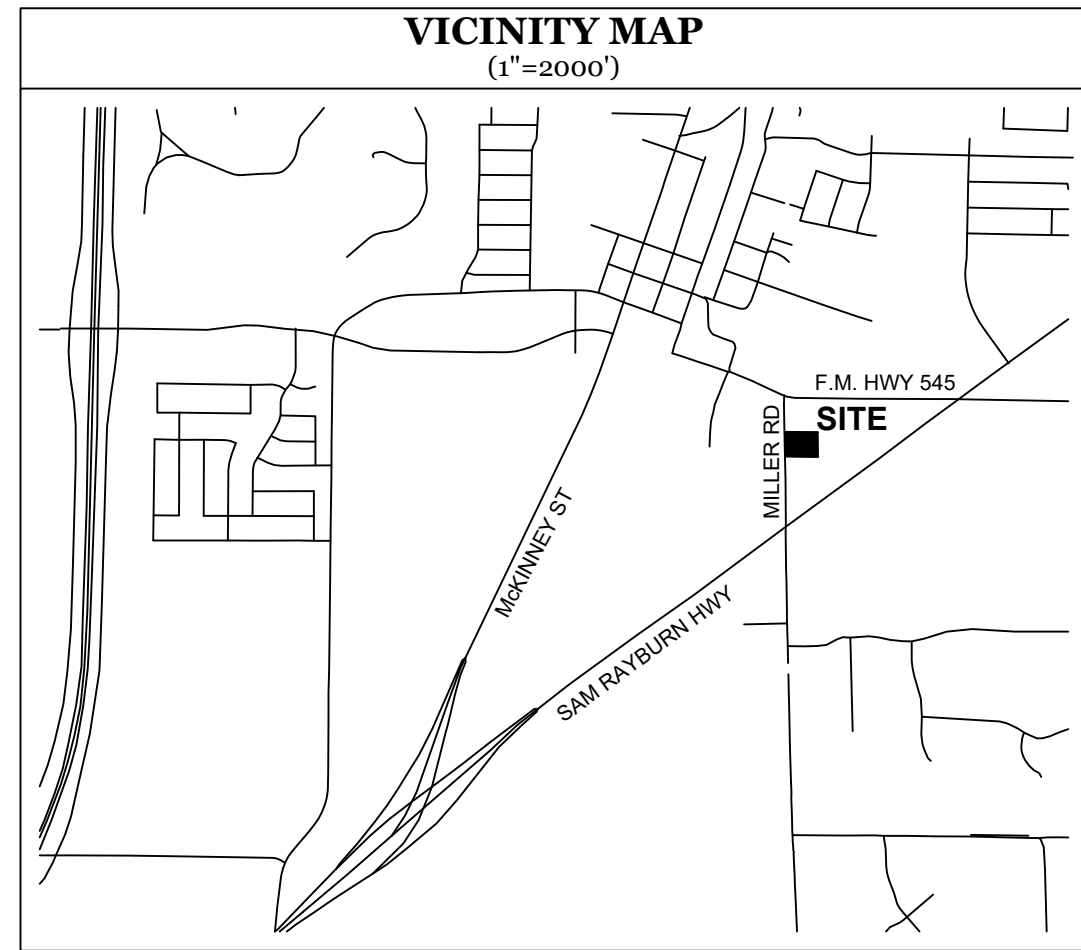 VICINITY MAP
(1"=2000')
F.M. HWY 545
SITE
MILLER RD
McKINNEY ST
SAM RAYBURN HWY